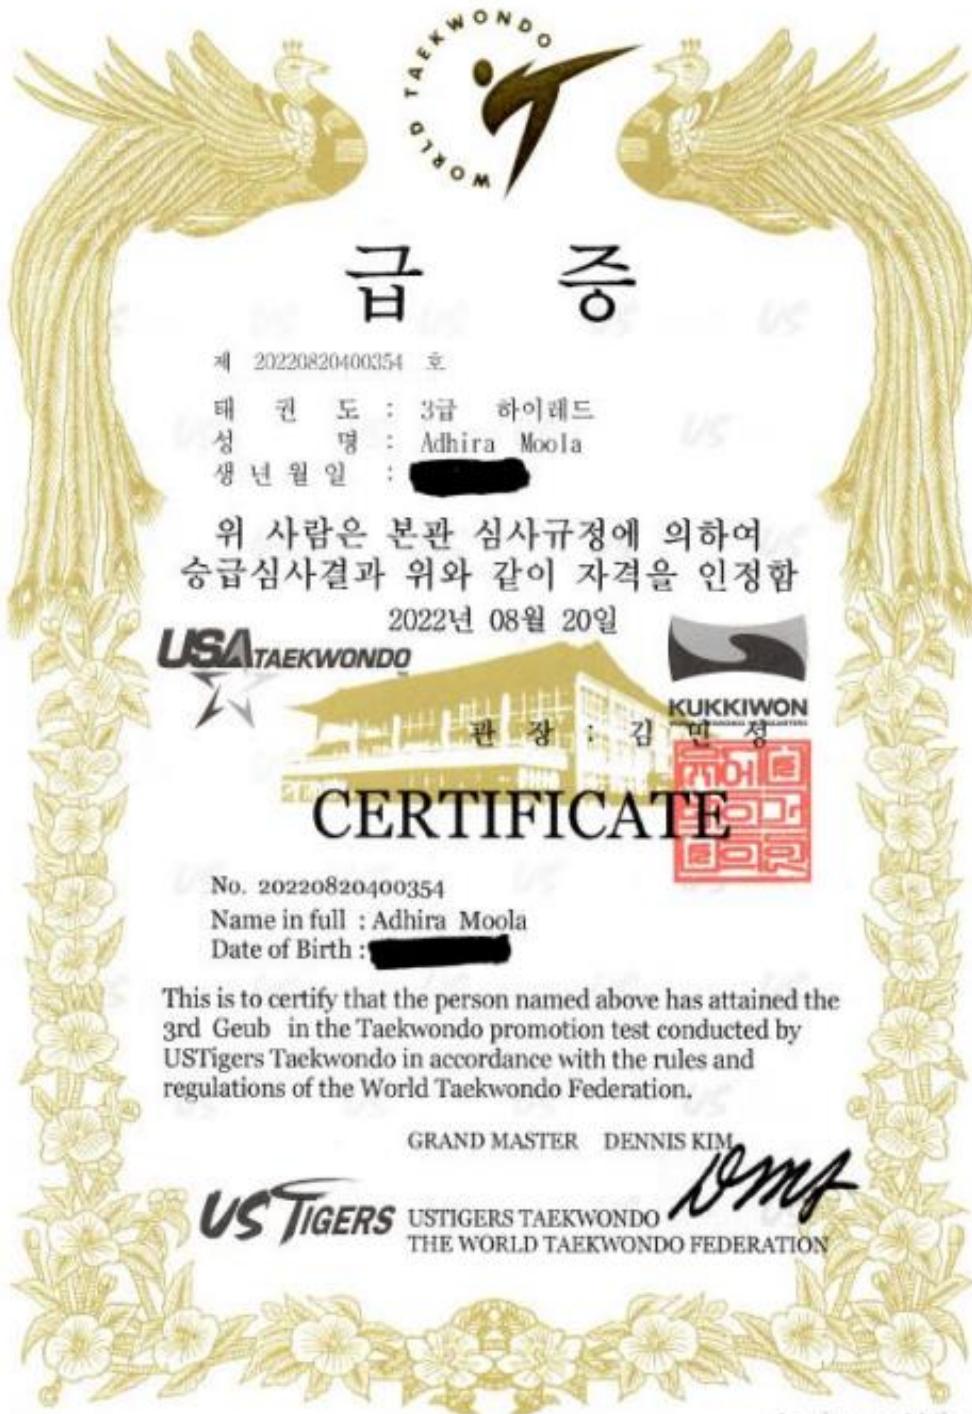 WORLD TAEKWONDO
급 증
제 20220820400354 호
태 권 도 : 3급 하이레드
성 명 : Adhira Moola
생 년 월 일 :
위 사람은 본관 심사규정에 의하여
승급심사결과 위와 같이 자격을 인정함
2022년 08월 20일
USA TAEKWONDO
KUKKIWON
관 장 : 김 민 성
CERTIFICATE
No. 20220820400354
Name in full : Adhira Moola
Date of Birth :
This is to certify that the person named above has attained the
3rd Geub in the Taekwondo promotion test conducted by
USTigers Taekwondo in accordance with the rules and
regulations of the World Taekwondo Federation.
GRAND MASTER DENNIS KIM
US TIGERS
USTIGERS TAEKWONDO
THE WORLD TAEKWONDO FEDERATION